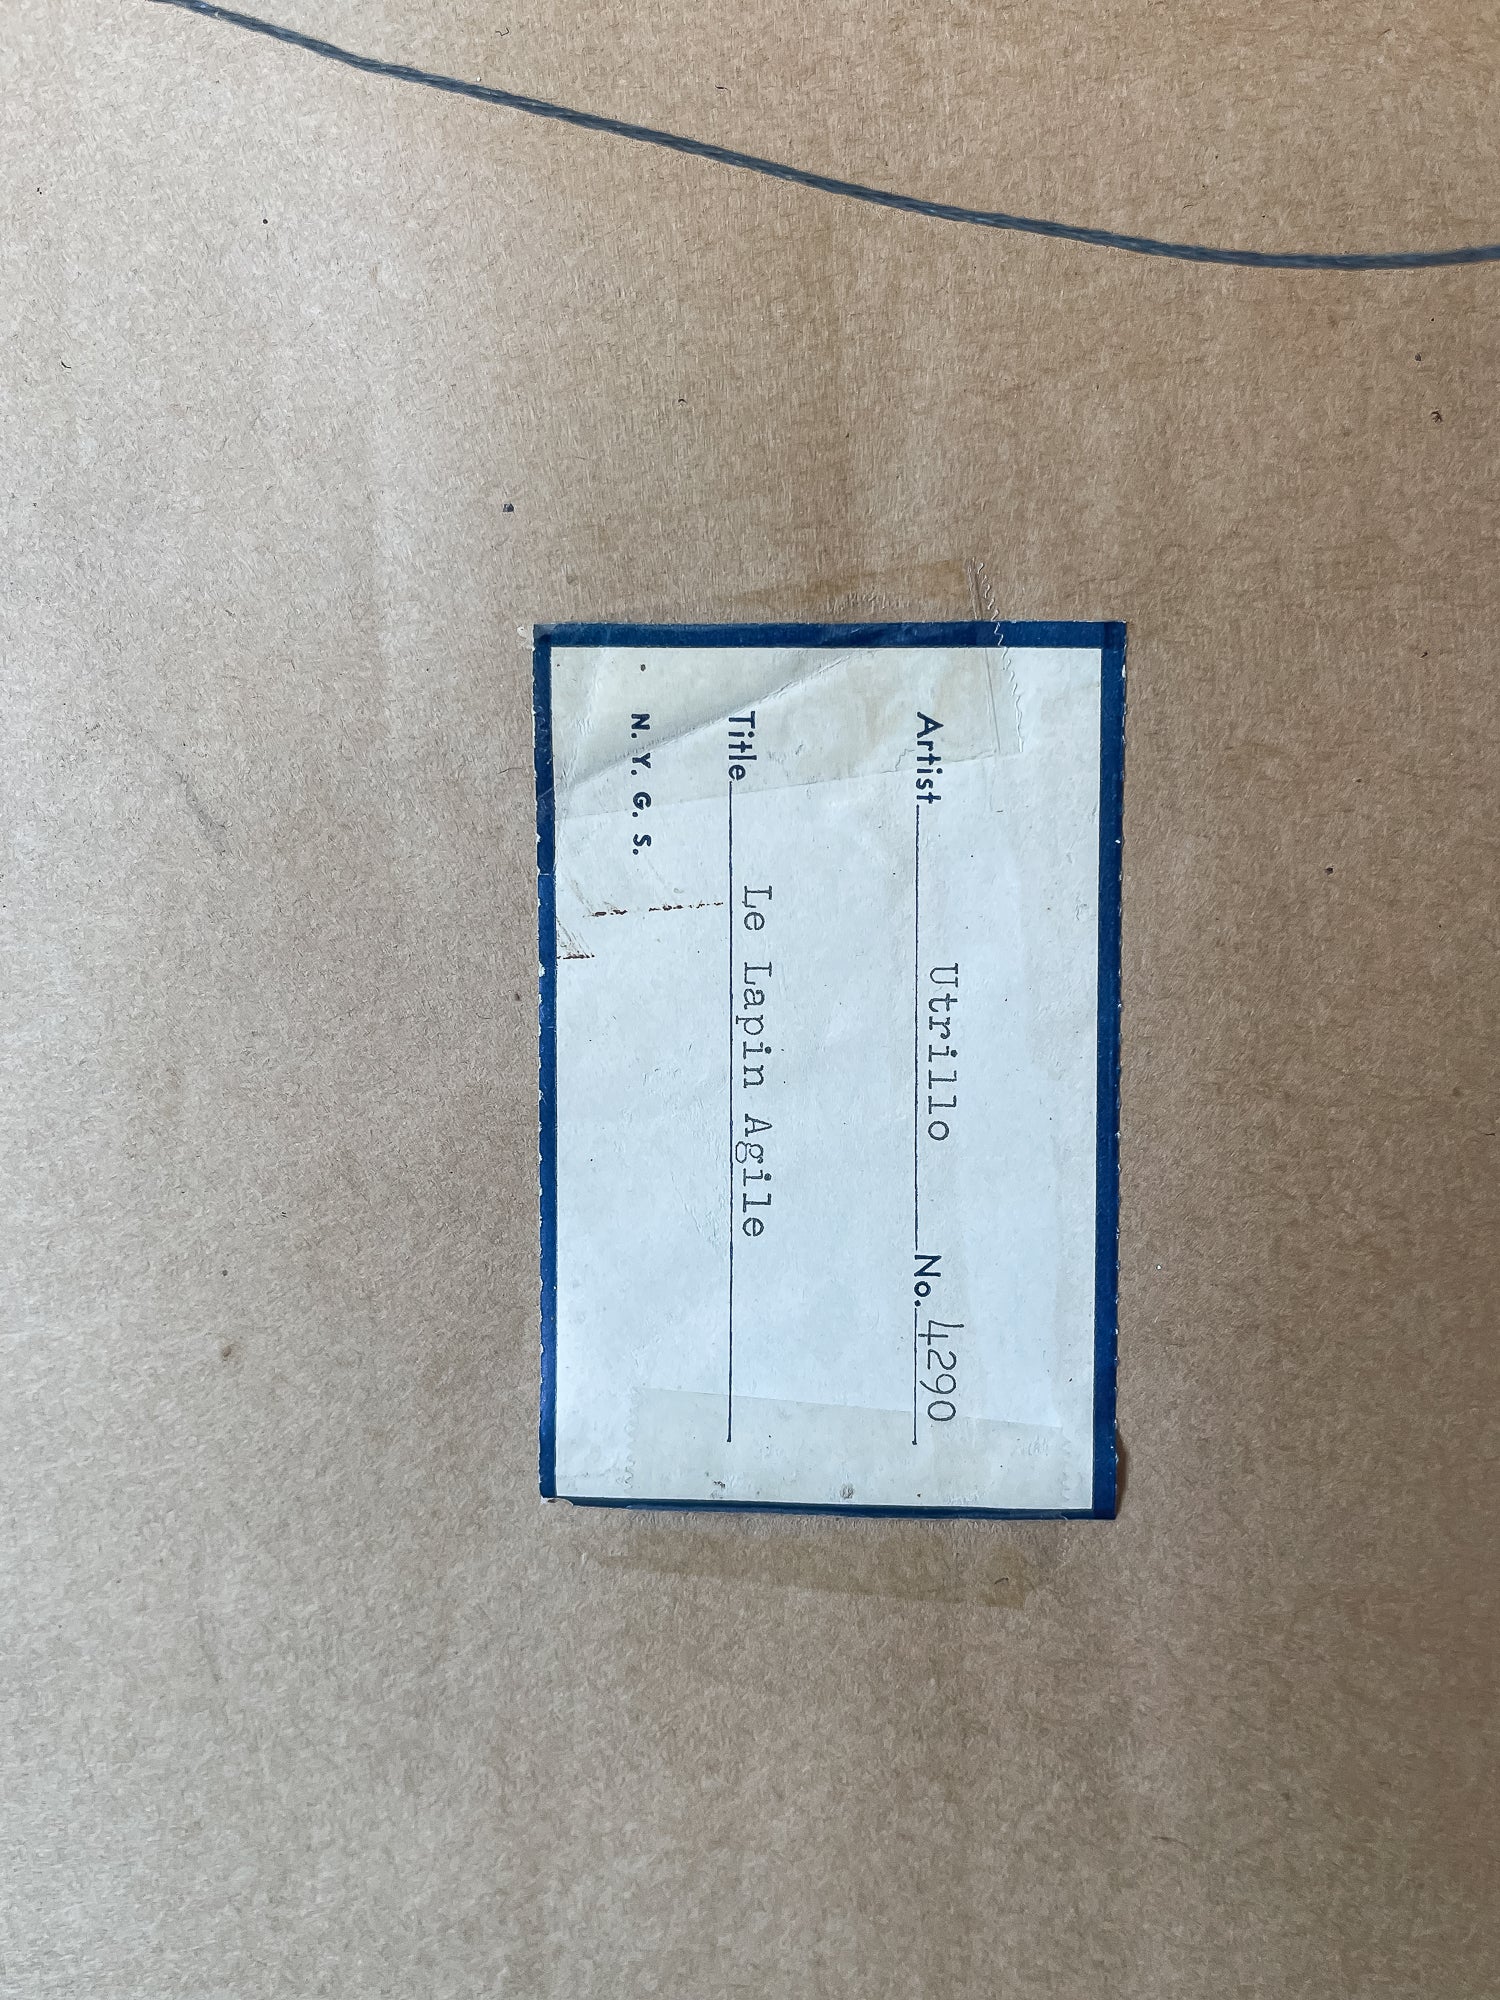 Artist Utrillo No. 4290
Title Le Lapin Agile
N. Y. G. S.